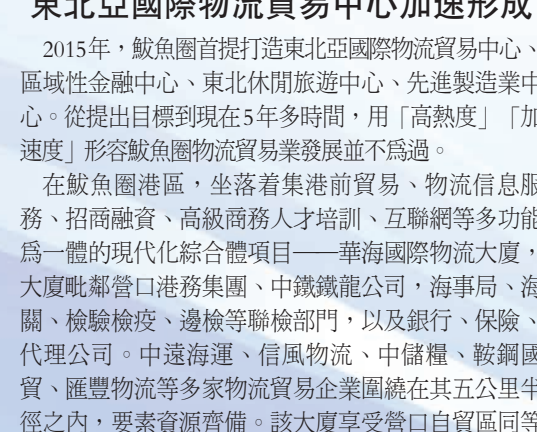 東北亞國際物流貿易中心加速形成
2015年，鮁魚圈首提打造東北亞國際物流貿易中心、
區域性金融中心、東北休閒旅遊中心、先進製造業中
心。從提出目標到現在5年多時間，用「高熱度」「加
速度」形容鮁魚圈物流貿易業發展並不爲過。
在鮁魚圈港區，坐落着集港前貿易、物流信息服
務、招商融資、高級商務人才培訓、互聯網等多功能
爲一體的現代化綜合體項目——華海國際物流大廈，
大廈毗鄰營口港務集團、中鐵鐵龍公司，海事局、海
關、檢驗檢疫、邊檢等聯檢部門，以及銀行、保險、
代理公司。中遠海運、信風物流、中儲糧、鞍鋼國
貿、匯豐物流等多家物流貿易企業圍繞在其五公里半
徑之內，要素資源齊備。該大廈享受營口自貿區同等